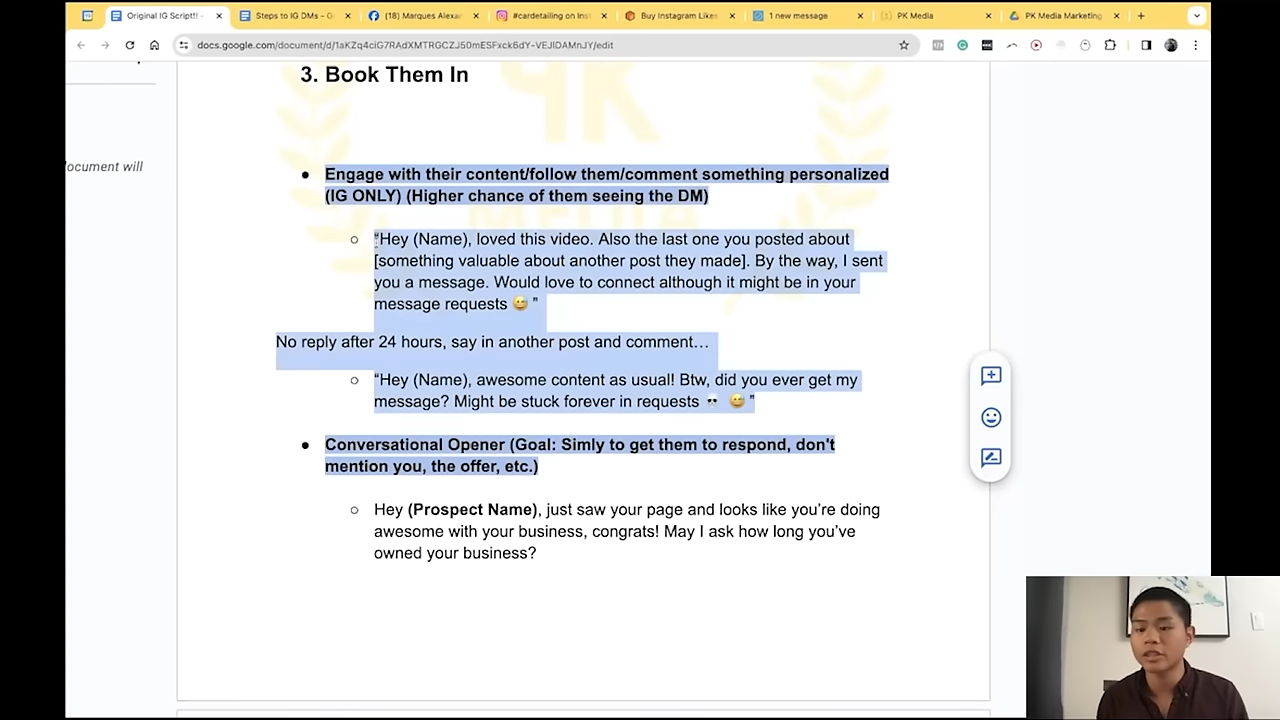 Original IG Script!! -
Steps to IG DMs - G
(18) Marques Alexan
#cardetailing on Inst
Buy Instagram Likes
1 new message
PK Media
PK Media Marketing
docs.google.com/document/d/1aKZq4ciG7RAdXMTRGCZJ50mESFxck6dY-VEJlDAMnJY/edit
ocument will
3. Book Them In
● Engage with their content/follow them/comment something personalized
(IG ONLY) (Higher chance of them seeing the DM)
○ “Hey (Name), loved this video. Also the last one you posted about
[something valuable about another post they made]. By the way, I sent
you a message. Would love to connect although it might be in your
message requests 😅 ”
No reply after 24 hours, say in another post and comment…
○ “Hey (Name), awesome content as usual! Btw, did you ever get my
message? Might be stuck forever in requests 💀 😅 ”
● Conversational Opener (Goal: Simly to get them to respond, don't
mention you, the offer, etc.)
○ Hey (Prospect Name), just saw your page and looks like you’re doing
awesome with your business, congrats! May I ask how long you’ve
owned your business?
PK
MEDIA